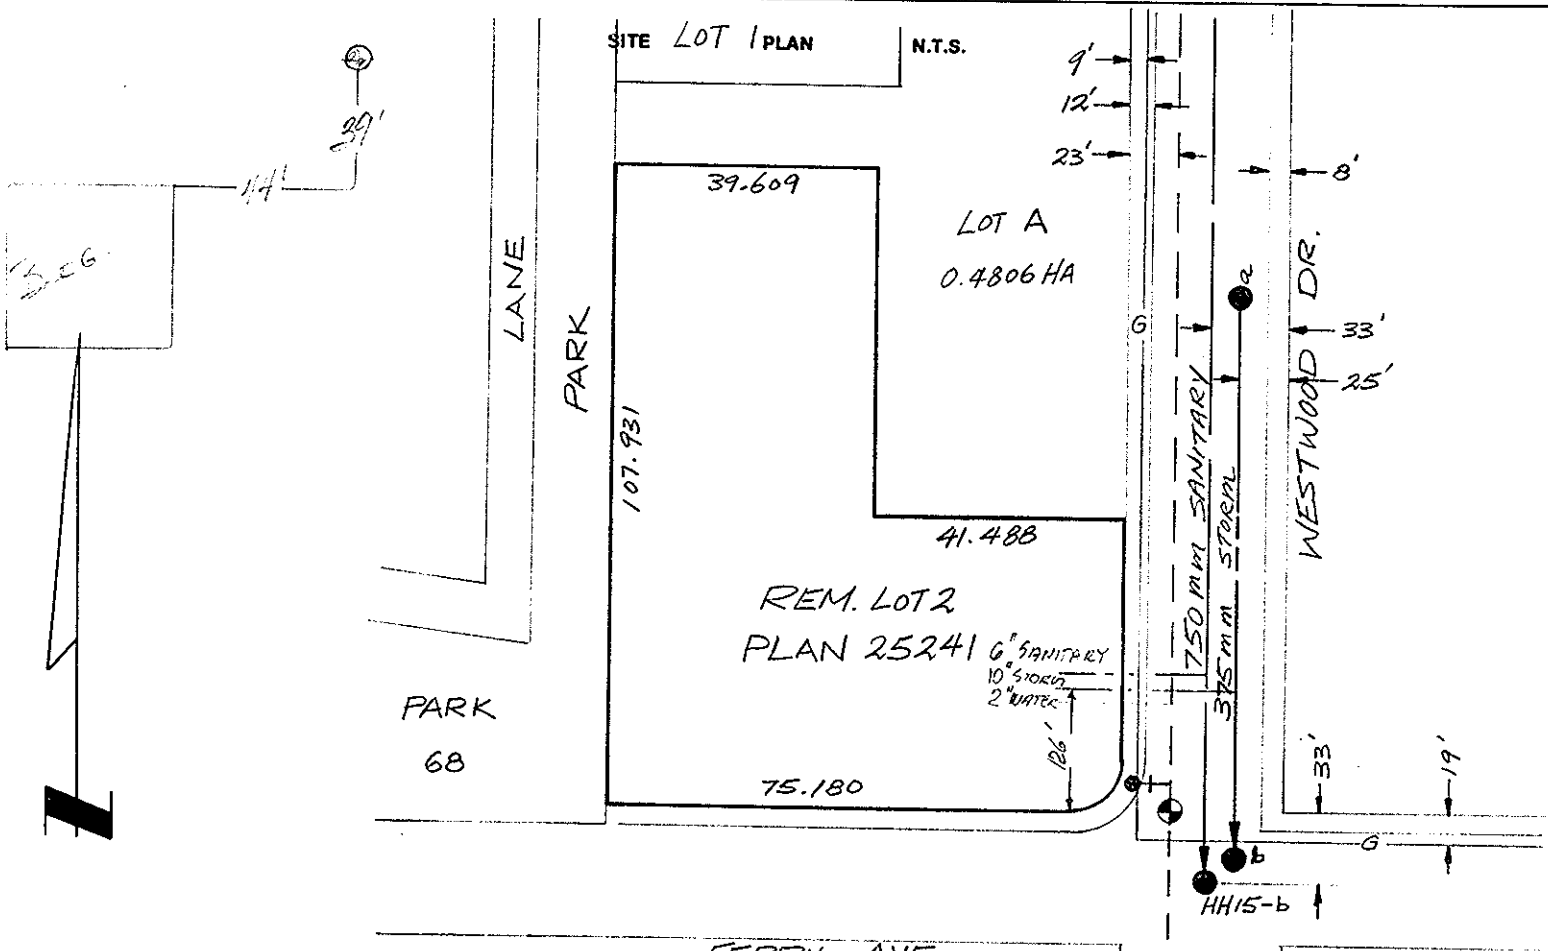 SITE LOT 1 PLAN N.T.S.
39'
44'
9'
12'
23'
8'
39.609
LOT A
0.4806 HA
LANE
PARK
107.931
G
a
33'
25'
WESTWOOD DR.
750 mm SANITARY
375 mm STORM
41.488
REM. LOT 2
PLAN 25241
6" SANITARY
10" STORM
2" WATER
126'
PARK
68
75.180
33'
19'
G
b
HH15-b